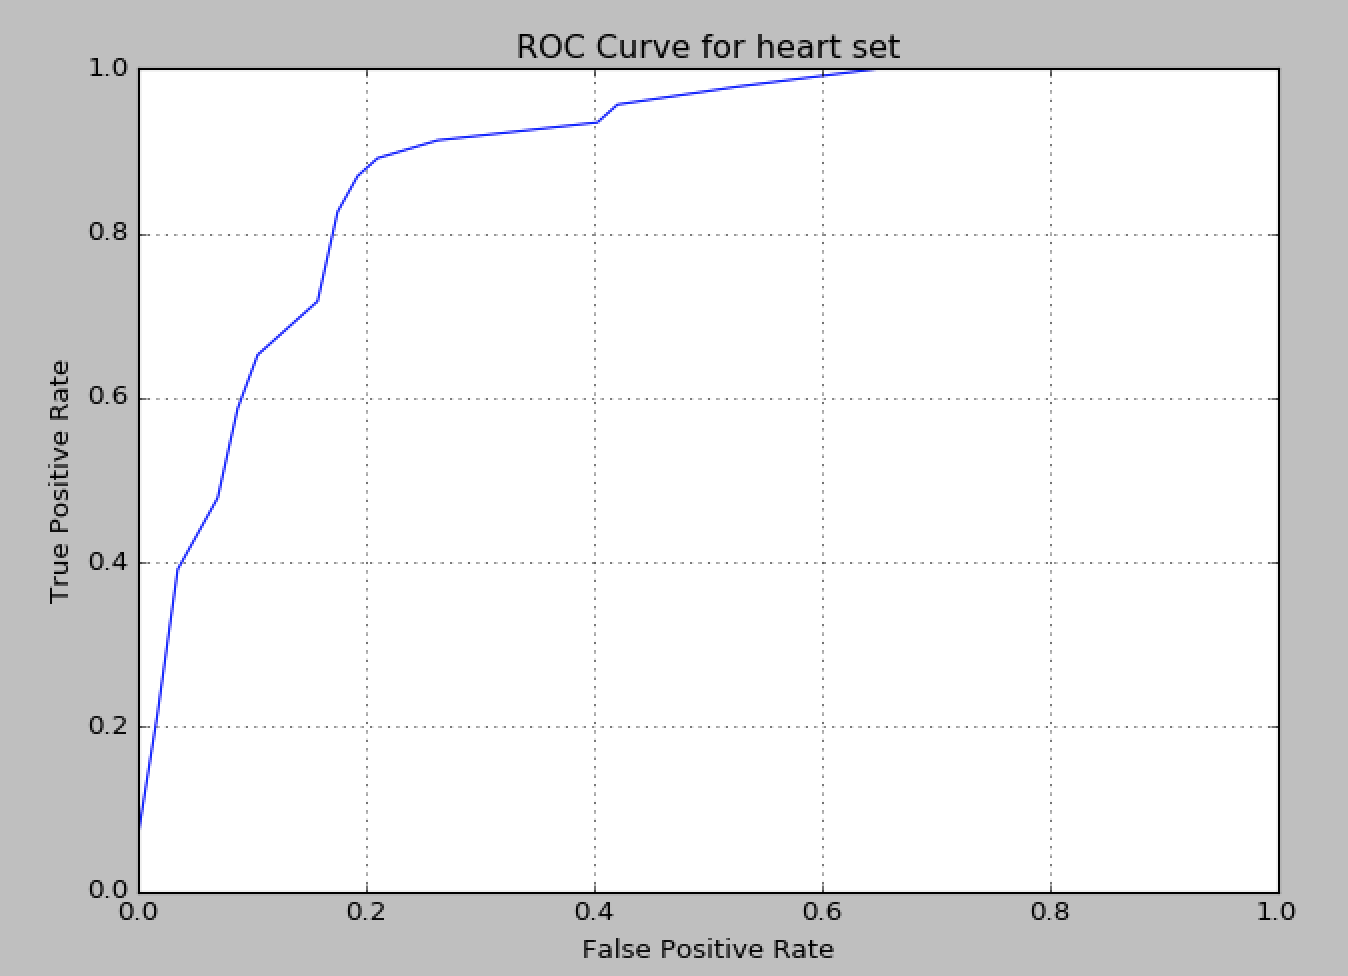 ROC Curve for heart set
1.0
0.8
0.6
0.4
0.2
0.0
True Positive Rate
0.0 0.2 0.4 0.6 0.8 1.0
False Positive Rate